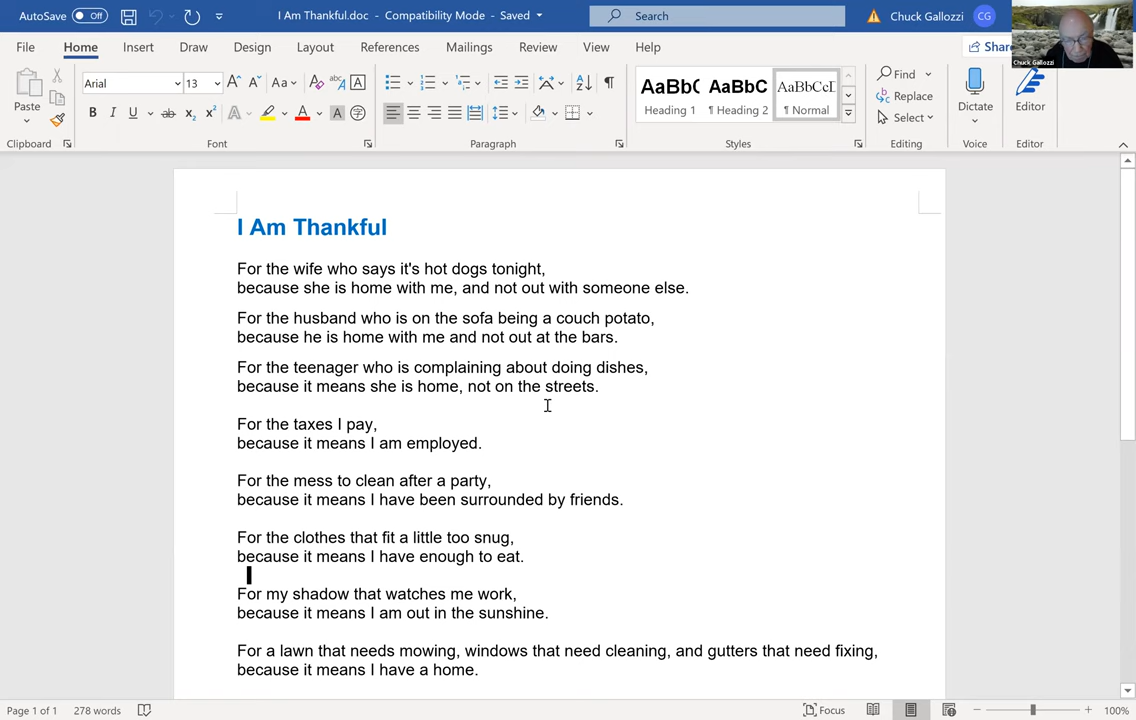 AutoSave Off I Am Thankful.doc - Compatibility Mode - Saved Search Chuck Gallozzi CG
Chuck Gallozzi
File Home Insert Draw Design Layout References Mailings Review View Help Share
Paste Arial 13 Aa A AaBbC AaBbC AaBbCcD Find Dictate Editor
B I U ab x2 x2 A A A Heading 1 ¶ Heading 2 ¶ Normal Replace
Select
Clipboard Font Paragraph Styles Editing Voice Editor
I Am Thankful
For the wife who says it's hot dogs tonight,
because she is home with me, and not out with someone else.
For the husband who is on the sofa being a couch potato,
because he is home with me and not out at the bars.
For the teenager who is complaining about doing dishes,
because it means she is home, not on the streets.
For the taxes I pay,
because it means I am employed.
For the mess to clean after a party,
because it means I have been surrounded by friends.
For the clothes that fit a little too snug,
because it means I have enough to eat.
For my shadow that watches me work,
because it means I am out in the sunshine.
For a lawn that needs mowing, windows that need cleaning, and gutters that need fixing,
because it means I have a home.
Page 1 of 1 278 words Focus 100%